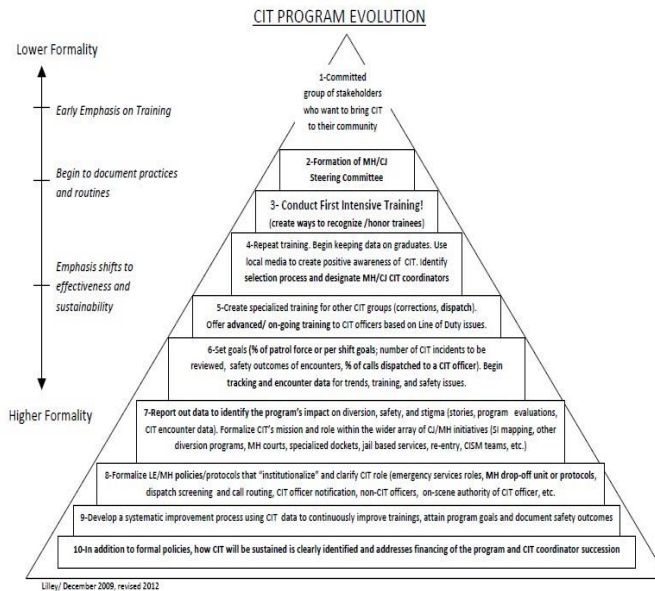 CIT PROGRAM EVOLUTION
Lower Formality
Early Emphasis on Training
Begin to document practices
and routines
Emphasis shifts to
effectiveness and
sustainability
Higher Formality
1-Committed
group of stakeholders
who want to bring CIT
to their community
2-Formation of MH/CJ
Steering Committee
3- Conduct First Intensive Training!
(create ways to recognize /honor trainees)
4-Repeat training. Begin keeping data on graduates. Use
local media to create positive awareness of CIT. Identify
selection process and designate MH/CJ CIT coordinators
5-Create specialized training for other CIT groups (corrections, dispatch).
Offer advanced/ on-going training to CIT officers based on Line of Duty issues.
6-Set goals (% of patrol force or per shift goals; number of CIT incidents to be
reviewed, safety outcomes of encounters, % of calls dispatched to a CIT officer). Begin
tracking and encounter data for trends, training, and safety issues.
7-Report out data to identify the program's impact on diversion, safety, and stigma (stories, program evaluations,
CIT encounter data). Formalize CIT's mission and role within the wider array of CJ/MH initiatives (SI mapping, other
diversion programs, MH courts, specialized dockets, jail based services, re-entry, CISM teams, etc.)
8-Formalize LE/MH policies/protocols that "institutionalize" and clarify CIT role (emergency services roles, MH drop-off unit or protocols,
dispatch screening and call routing, CIT officer notification, non-CIT officers, on-scene authority of CIT officer, etc.
9-Develop a systematic improvement process using CIT data to continuously improve trainings, attain program goals and document safety outcomes
10-In addition to formal policies, how CIT will be sustained is clearly identified and addresses financing of the program and CIT coordinator succession
Lilley/ December 2009, revised 2012